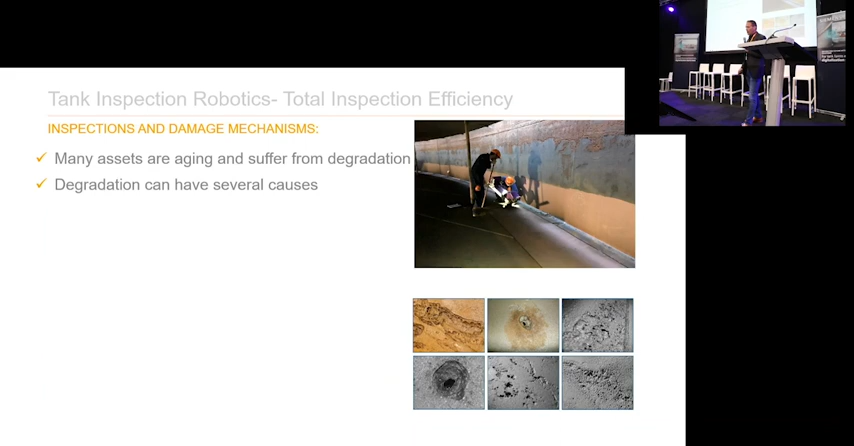 Tank Inspection Robotics- Total Inspection Efficiency
INSPECTIONS AND DAMAGE MECHANISMS:
✓ Many assets are aging and suffer from degradation
✓ Degradation can have several causes